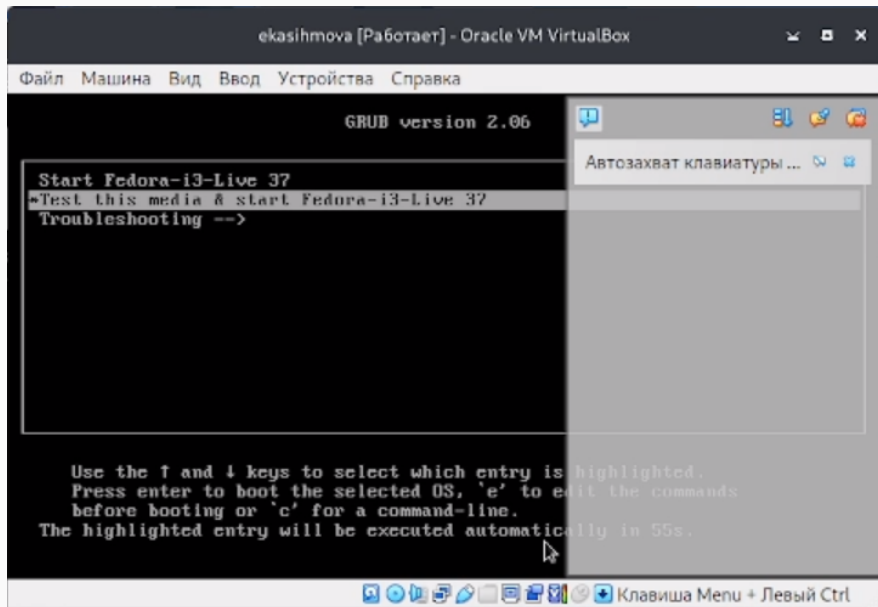 ekasihmova [Работает] - Oracle VM VirtualBox
Файл Машина Вид Ввод Устройства Справка
GRUB version 2.06
Автозахват клавиатуры ...
Start Fedora-i3-Live 37
*Test this media & start Fedora-i3-Live 37
Troubleshooting -->
Use the ↑ and ↓ keys to select which entry is highlighted.
Press enter to boot the selected OS, `e' to edit the commands
before booting or `c' for a command-line.
The highlighted entry will be executed automatically in 55s.
Клавиша Menu + Левый Ctrl